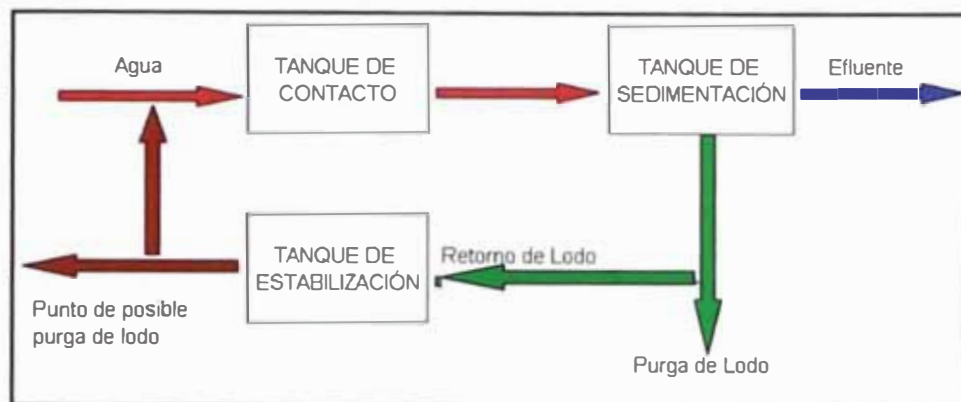 Agua
TANQUE DE
CONTACTO
TANQUE DE
SEDIMENTACIÓN
Efluente
TANQUE DE
ESTABILIZACIÓN
Retorno de Lodo
Punto de posible
purga de lodo
Purga de Lodo